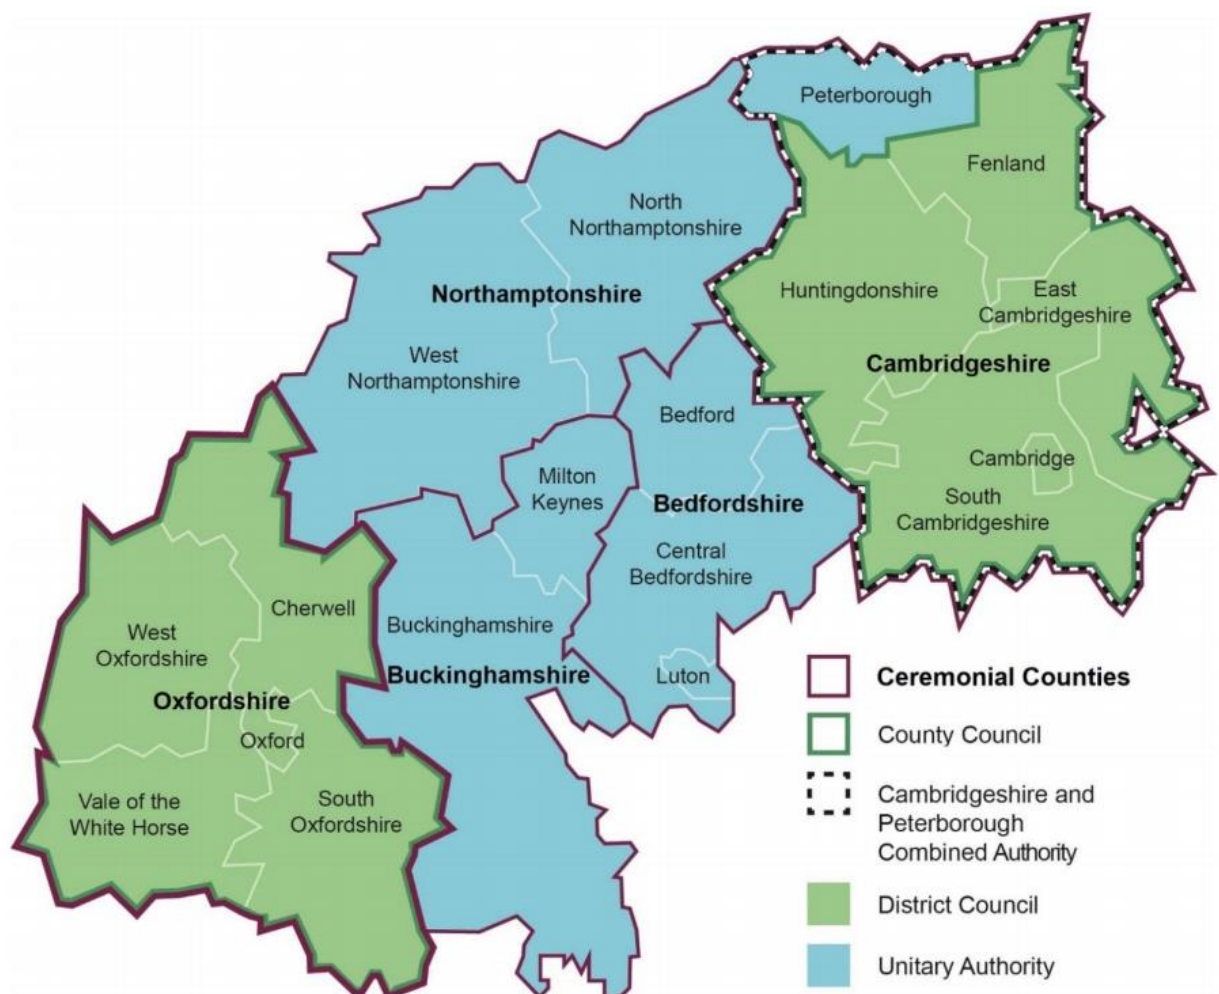 Peterborough
Fenland
North
Northamptonshire
Northamptonshire
Huntingdonshire
East
Cambridgeshire
West
Northamptonshire
Cambridgeshire
Bedford
Milton
Keynes
Cambridge
Bedfordshire
South
Cambridgeshire
Central
Bedfordshire
Cherwell
West
Oxfordshire
Buckinghamshire
Buckinghamshire
Luton
Oxfordshire
Oxford
Vale of the
White Horse
South
Oxfordshire
Ceremonial Counties
County Council
Cambridgeshire and
Peterborough
Combined Authority
District Council
Unitary Authority